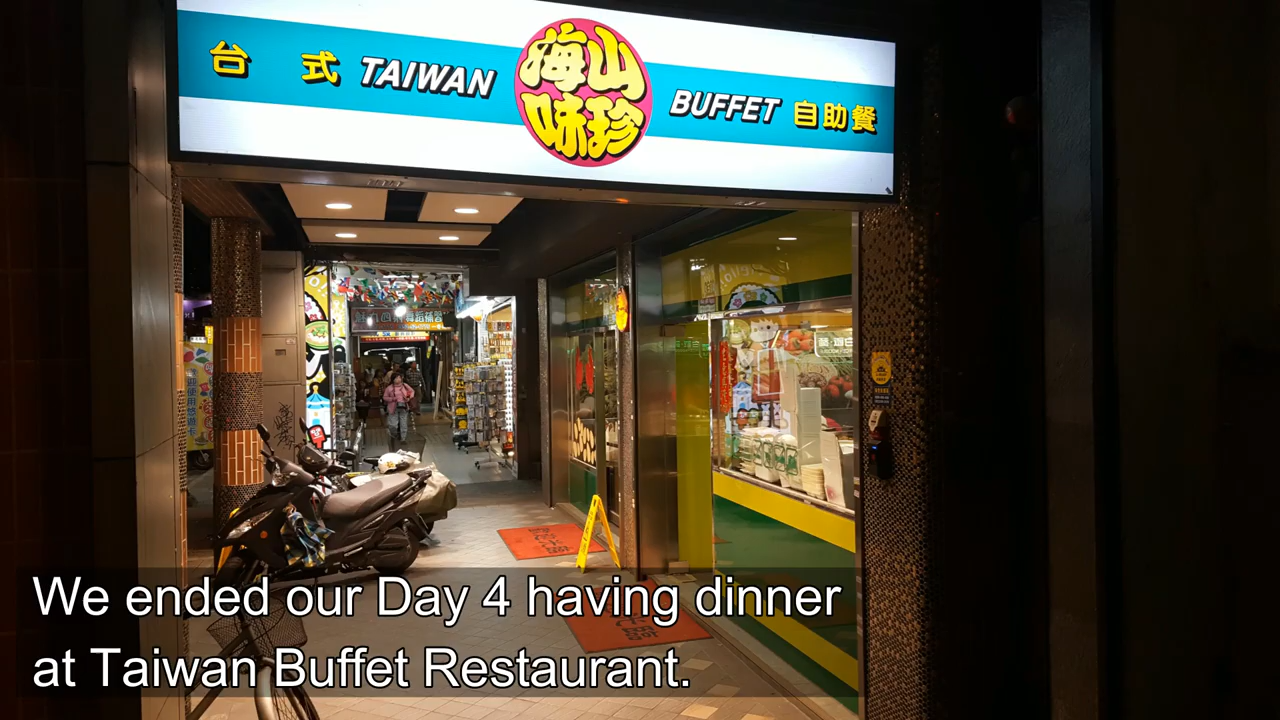 台式 TAIWAN 海山味珍 BUFFET 自助餐
We ended our Day 4 having dinner
at Taiwan Buffet Restaurant.